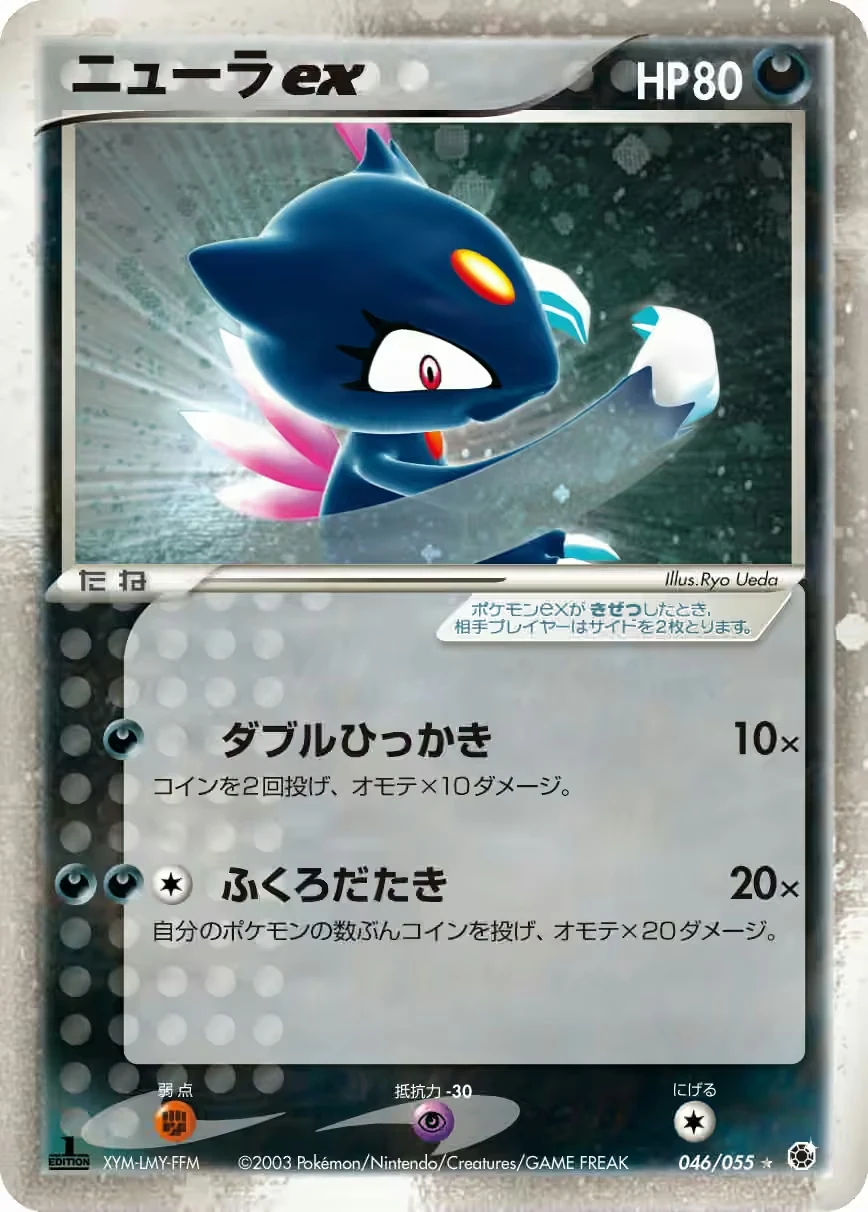 ニューラex HP80
たね Illus.Ryo Ueda
ポケモンexが きぜつしたとき、
相手プレイヤーはサイドを2枚とります。
ダブルひっかき 10×
コインを2回投げ、オモテ×10ダメージ。
ふくろだたき 20×
自分のポケモンの数ぶんコインを投げ、オモテ×20ダメージ。
弱点 抵抗力 -30 にげる
1 EDITION XYM-LMY-FFM ©2003 Pokémon/Nintendo/Creatures/GAME FREAK 046/055 ★